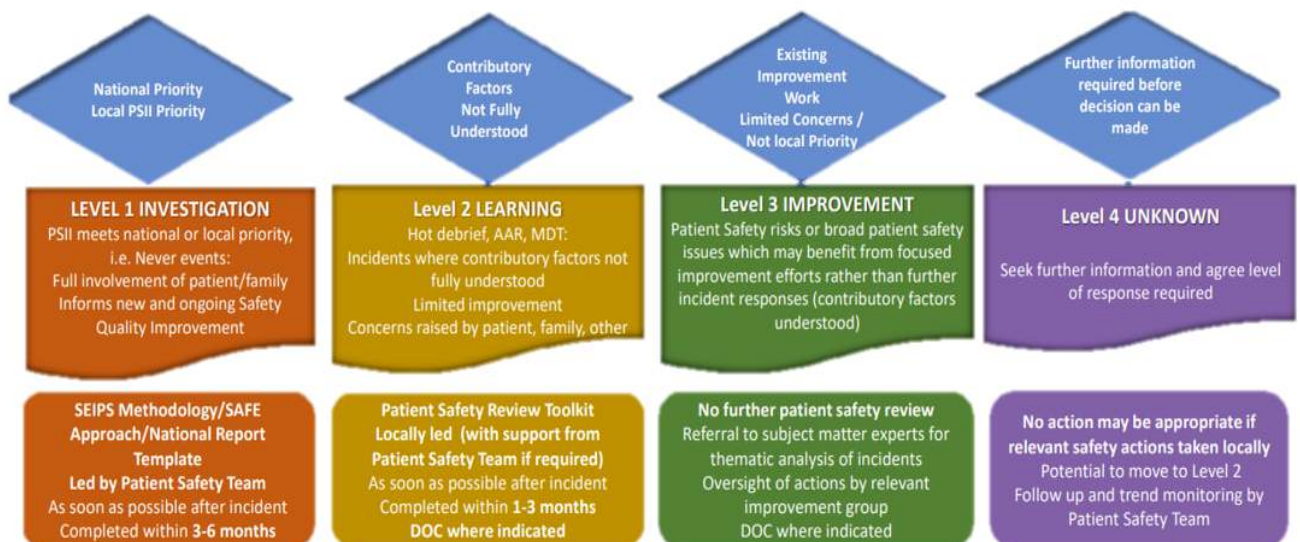 National Priority
Local PSII Priority
Contributory
Factors
Not Fully
Understood
Existing
Improvement
Work
Limited Concerns /
Not local Priority
Further information
required before
decision can be
made
LEVEL 1 INVESTIGATION
PSII meets national or local priority,
i.e. Never events:
Full involvement of patient/family
Informs new and ongoing Safety
Quality Improvement
Level 2 LEARNING
Hot debrief, AAR, MDT:
Incidents where contributory factors not
fully understood
Limited improvement
Concerns raised by patient, family, other
Level 3 IMPROVEMENT
Patient Safety risks or broad patient safety
issues which may benefit from focused
improvement efforts rather than further
incident responses (contributory factors
understood)
Level 4 UNKNOWN
Seek further information and agree level
of response required
SEIPS Methodology/SAFE
Approach/National Report
Template
Led by Patient Safety Team
As soon as possible after incident
Completed within 3-6 months
Patient Safety Review Toolkit
Locally led (with support from
Patient Safety Team if required)
As soon as possible after incident
Completed within 1-3 months
DOC where indicated
No further patient safety review
Referral to subject matter experts for
thematic analysis of incidents
Oversight of actions by relevant
improvement group
DOC where indicated
No action may be appropriate if
relevant safety actions taken locally
Potential to move to Level 2
Follow up and trend monitoring by
Patient Safety Team